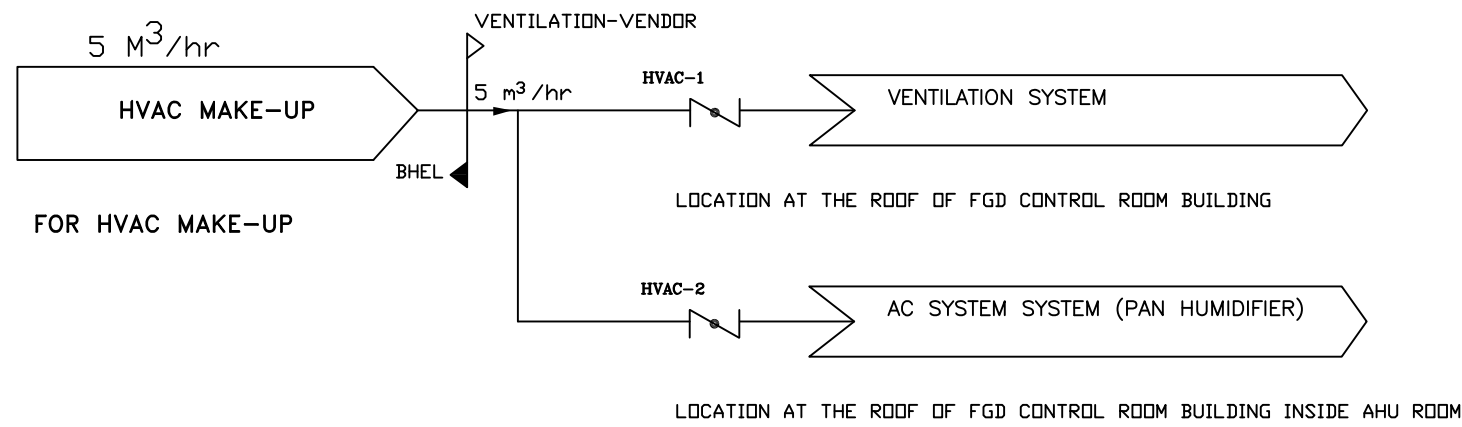 5 M³/hr
VENTILATION-VENDOR
HVAC MAKE-UP
5 m³/hr
HVAC-1
VENTILATION SYSTEM
BHEL
LOCATION AT THE ROOF OF FGD CONTROL ROOM BUILDING
FOR HVAC MAKE-UP
HVAC-2
AC SYSTEM SYSTEM (PAN HUMIDIFIER)
LOCATION AT THE ROOF OF FGD CONTROL ROOM BUILDING INSIDE AHU ROOM